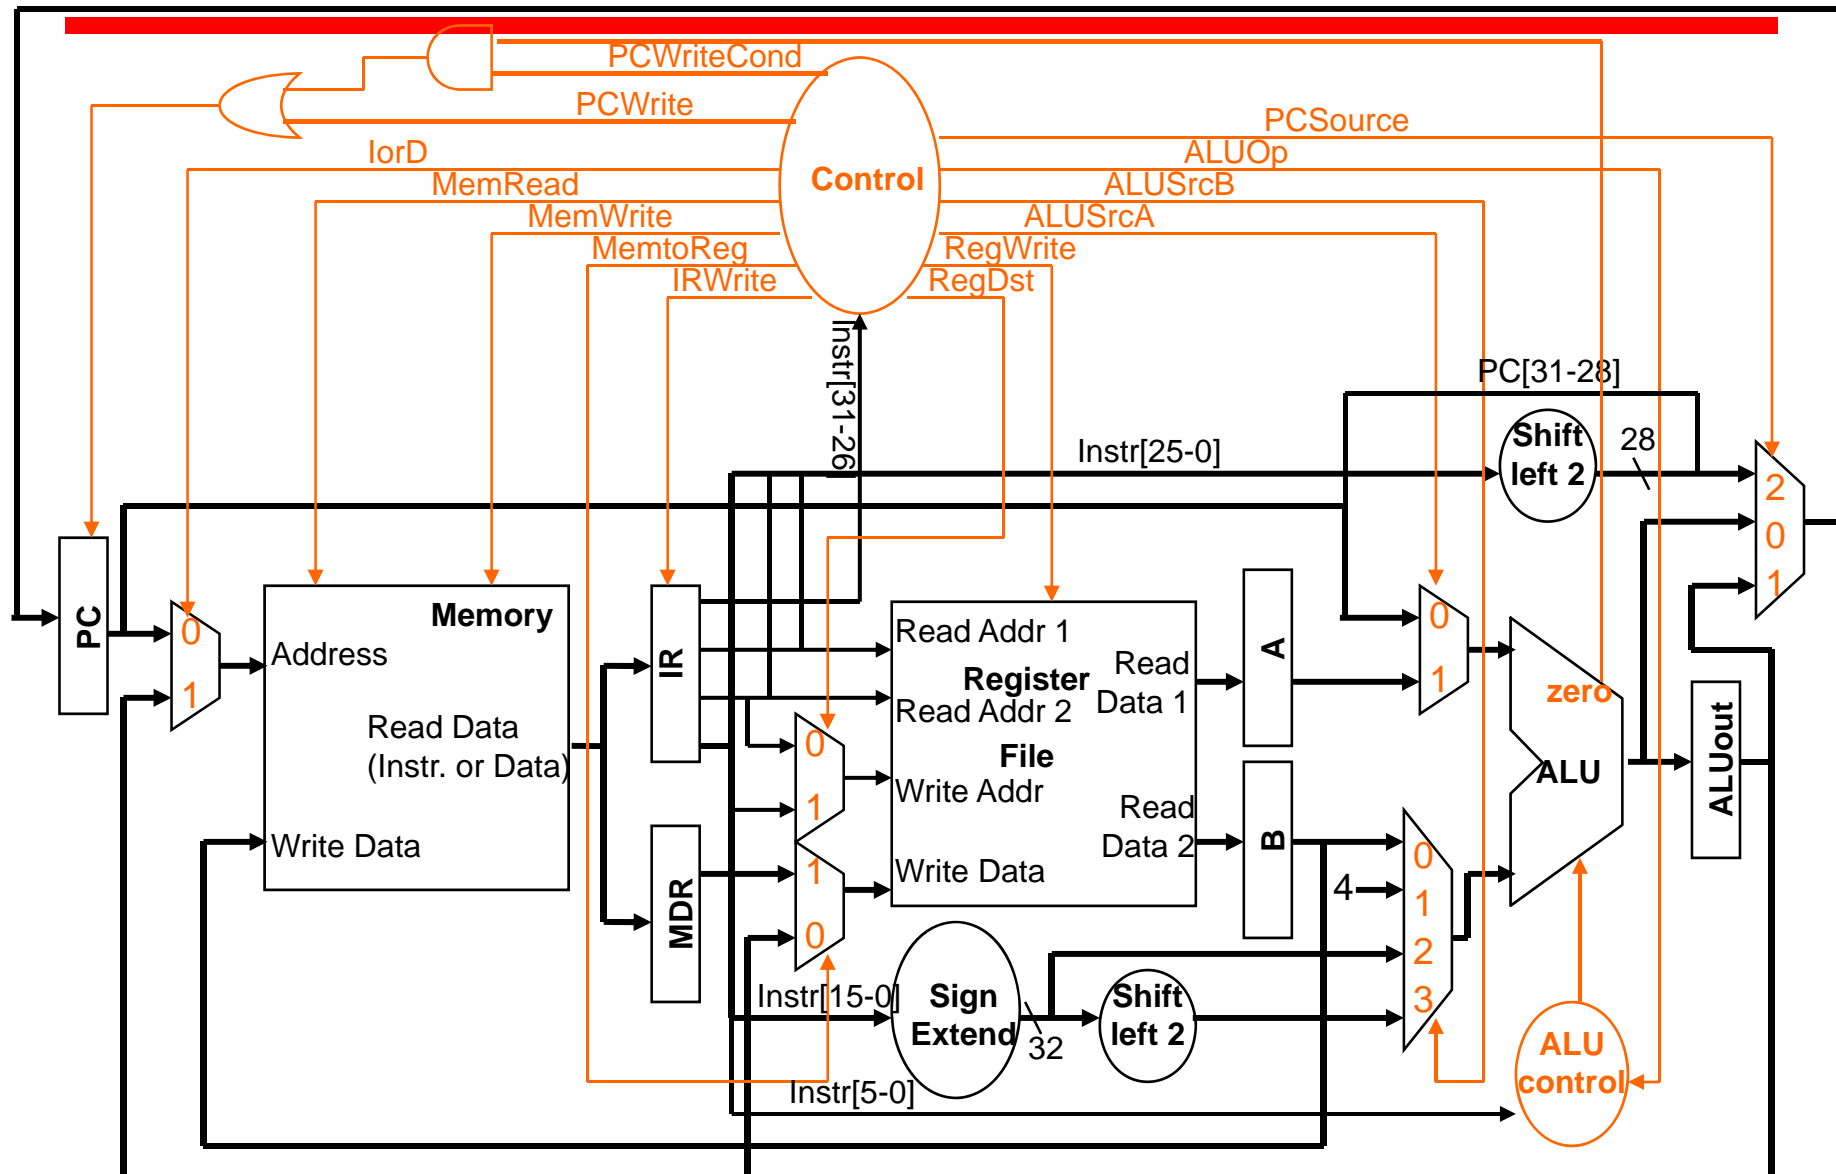 PCWriteCond
PCWrite
PCSource
IorD
ALUOp
Control
MemRead
ALUSrcB
MemWrite
ALUSrcA
MemtoReg
RegWrite
IRWrite
RegDst
Instr[31-26]
PC[31-28]
Instr[25-0]
Shift
left 2
28
2
0
1
PC
0
1
Memory
Address
Read Data
(Instr. or Data)
Write Data
IR
MDR
0
1
1
0
Read Addr 1
Register
Read Addr 2
File
Write Addr
Write Data
Read
Data 1
Read
Data 2
A
B
0
1
4
0
1
2
3
zero
ALU
ALUout
Instr[15-0]
Sign
Extend
32
Shift
left 2
ALU
control
Instr[5-0]